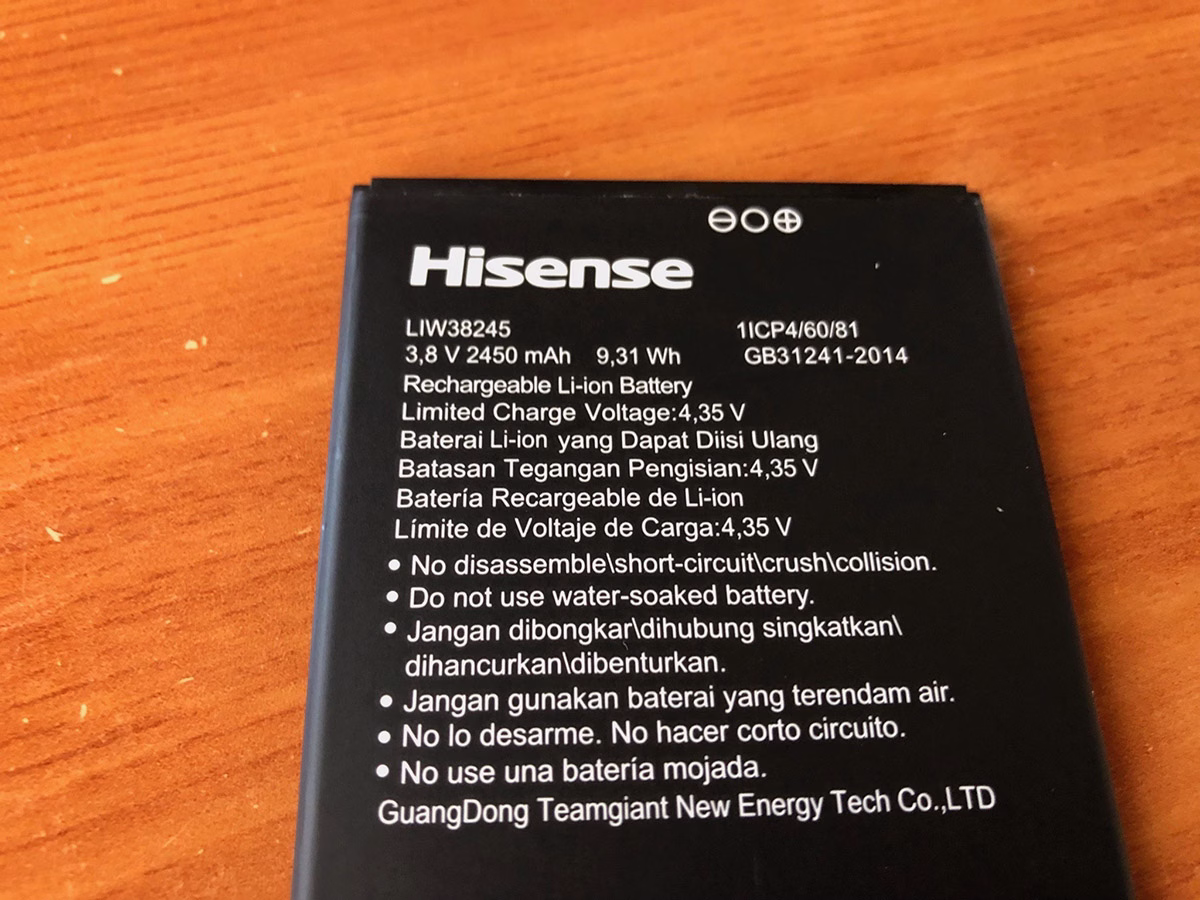 ⊖○⊕
Hisense
LIW38245 1ICP4/60/81
3,8 V 2450 mAh 9,31 Wh GB31241-2014
Rechargeable Li-ion Battery
Limited Charge Voltage:4,35 V
Baterai Li-ion yang Dapat Diisi Ulang
Batasan Tegangan Pengisian:4,35 V
Batería Recargeable de Li-ion
Límite de Voltaje de Carga:4,35 V
• No disassemble\short-circuit\crush\collision.
• Do not use water-soaked battery.
• Jangan dibongkar\dihubung singkatkan\
dihancurkan\dibenturkan.
• Jangan gunakan baterai yang terendam air.
• No lo desarme. No hacer corto circuito.
• No use una batería mojada.
GuangDong Teamgiant New Energy Tech Co.,LTD